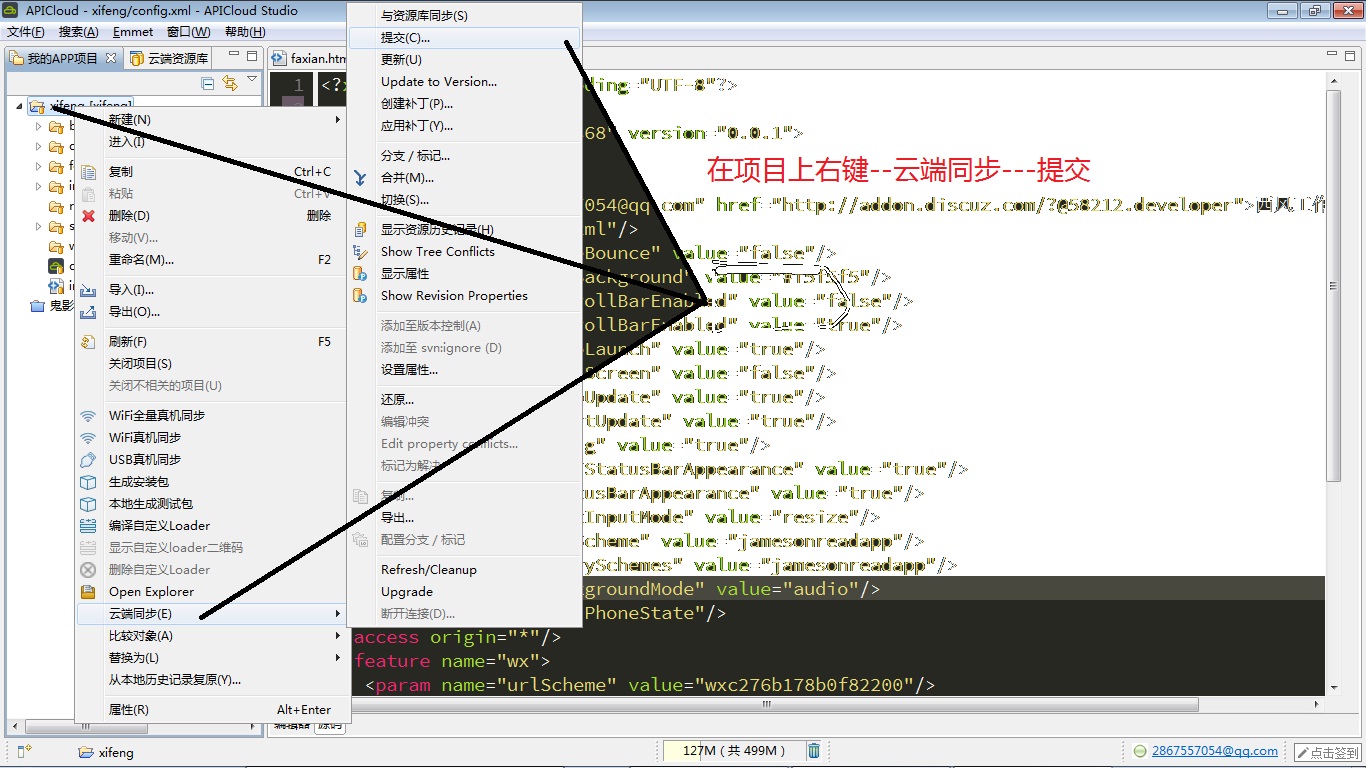 APICloud - xifeng/config.xml - APICloud Studio
文件(F) 搜索(A) Emmet 窗口(W) 帮助(H)
我的APP项目 云端资源库
faxian.htm
1 <?
xifeng [xifeng]
新建(N)
进入(I)
复制 Ctrl+C
粘贴 Ctrl+V
删除(D) 删除
移动(V)...
重命名(M)... F2
导入(I)...
导出(O)...
刷新(F) F5
关闭项目(S)
关闭不相关的项目(U)
WiFi全量真机同步
WiFi真机同步
USB真机同步
生成安装包
本地生成测试包
编译自定义Loader
显示自定义loader二维码
删除自定义Loader
Open Explorer
云端同步(E)
比较对象(A)
替换为(L)
从本地历史记录复原(Y)...
属性(R) Alt+Enter
鬼影
与资源库同步(S)
提交(C)...
更新(U)
Update to Version...
创建补丁(P)...
应用补丁(Y)...
分支 / 标记...
合并(M)...
切换(S)...
显示资源历史记录(H)
Show Tree Conflicts
显示属性
Show Revision Properties
添加至版本控制(A)
添加至 svn:ignore (D)
设置属性...
还原...
编辑冲突
Edit property conflicts...
标记为解决
复制...
导出...
配置分支 / 标记
Refresh/Cleanup
Upgrade
断开连接(D)...
ding="UTF-8"?>
68" version="0.0.1">
在项目上右键--云端同步---提交
054@qq.com" href="http://addon.discuz.com/?@58212.developer">西风工作
ml"/>
Bounce" value="false"/>
ackground" value="#f5f5f5"/>
ollBarEnabled" value="false"/>
ollBarEnabled" value="true"/>
Launch" value="true"/>
Screen" value="false"/>
Update" value="true"/>
tUpdate" value="true"/>
g" value="true"/>
StatusBarAppearance" value="true"/>
usBarAppearance" value="true"/>
InputMode" value="resize"/>
cheme" value="jamesonreadapp"/>
ySchemes" value="jamesonreadapp"/>
groundMode" value="audio"/>
PhoneState"/>
access origin="*"/>
feature name="wx">
<param name="urlScheme" value="wxc276b178b0f82200"/>
编辑器 源码
xifeng
127M ( 共 499M )
2867557054@qq.com
点击签到